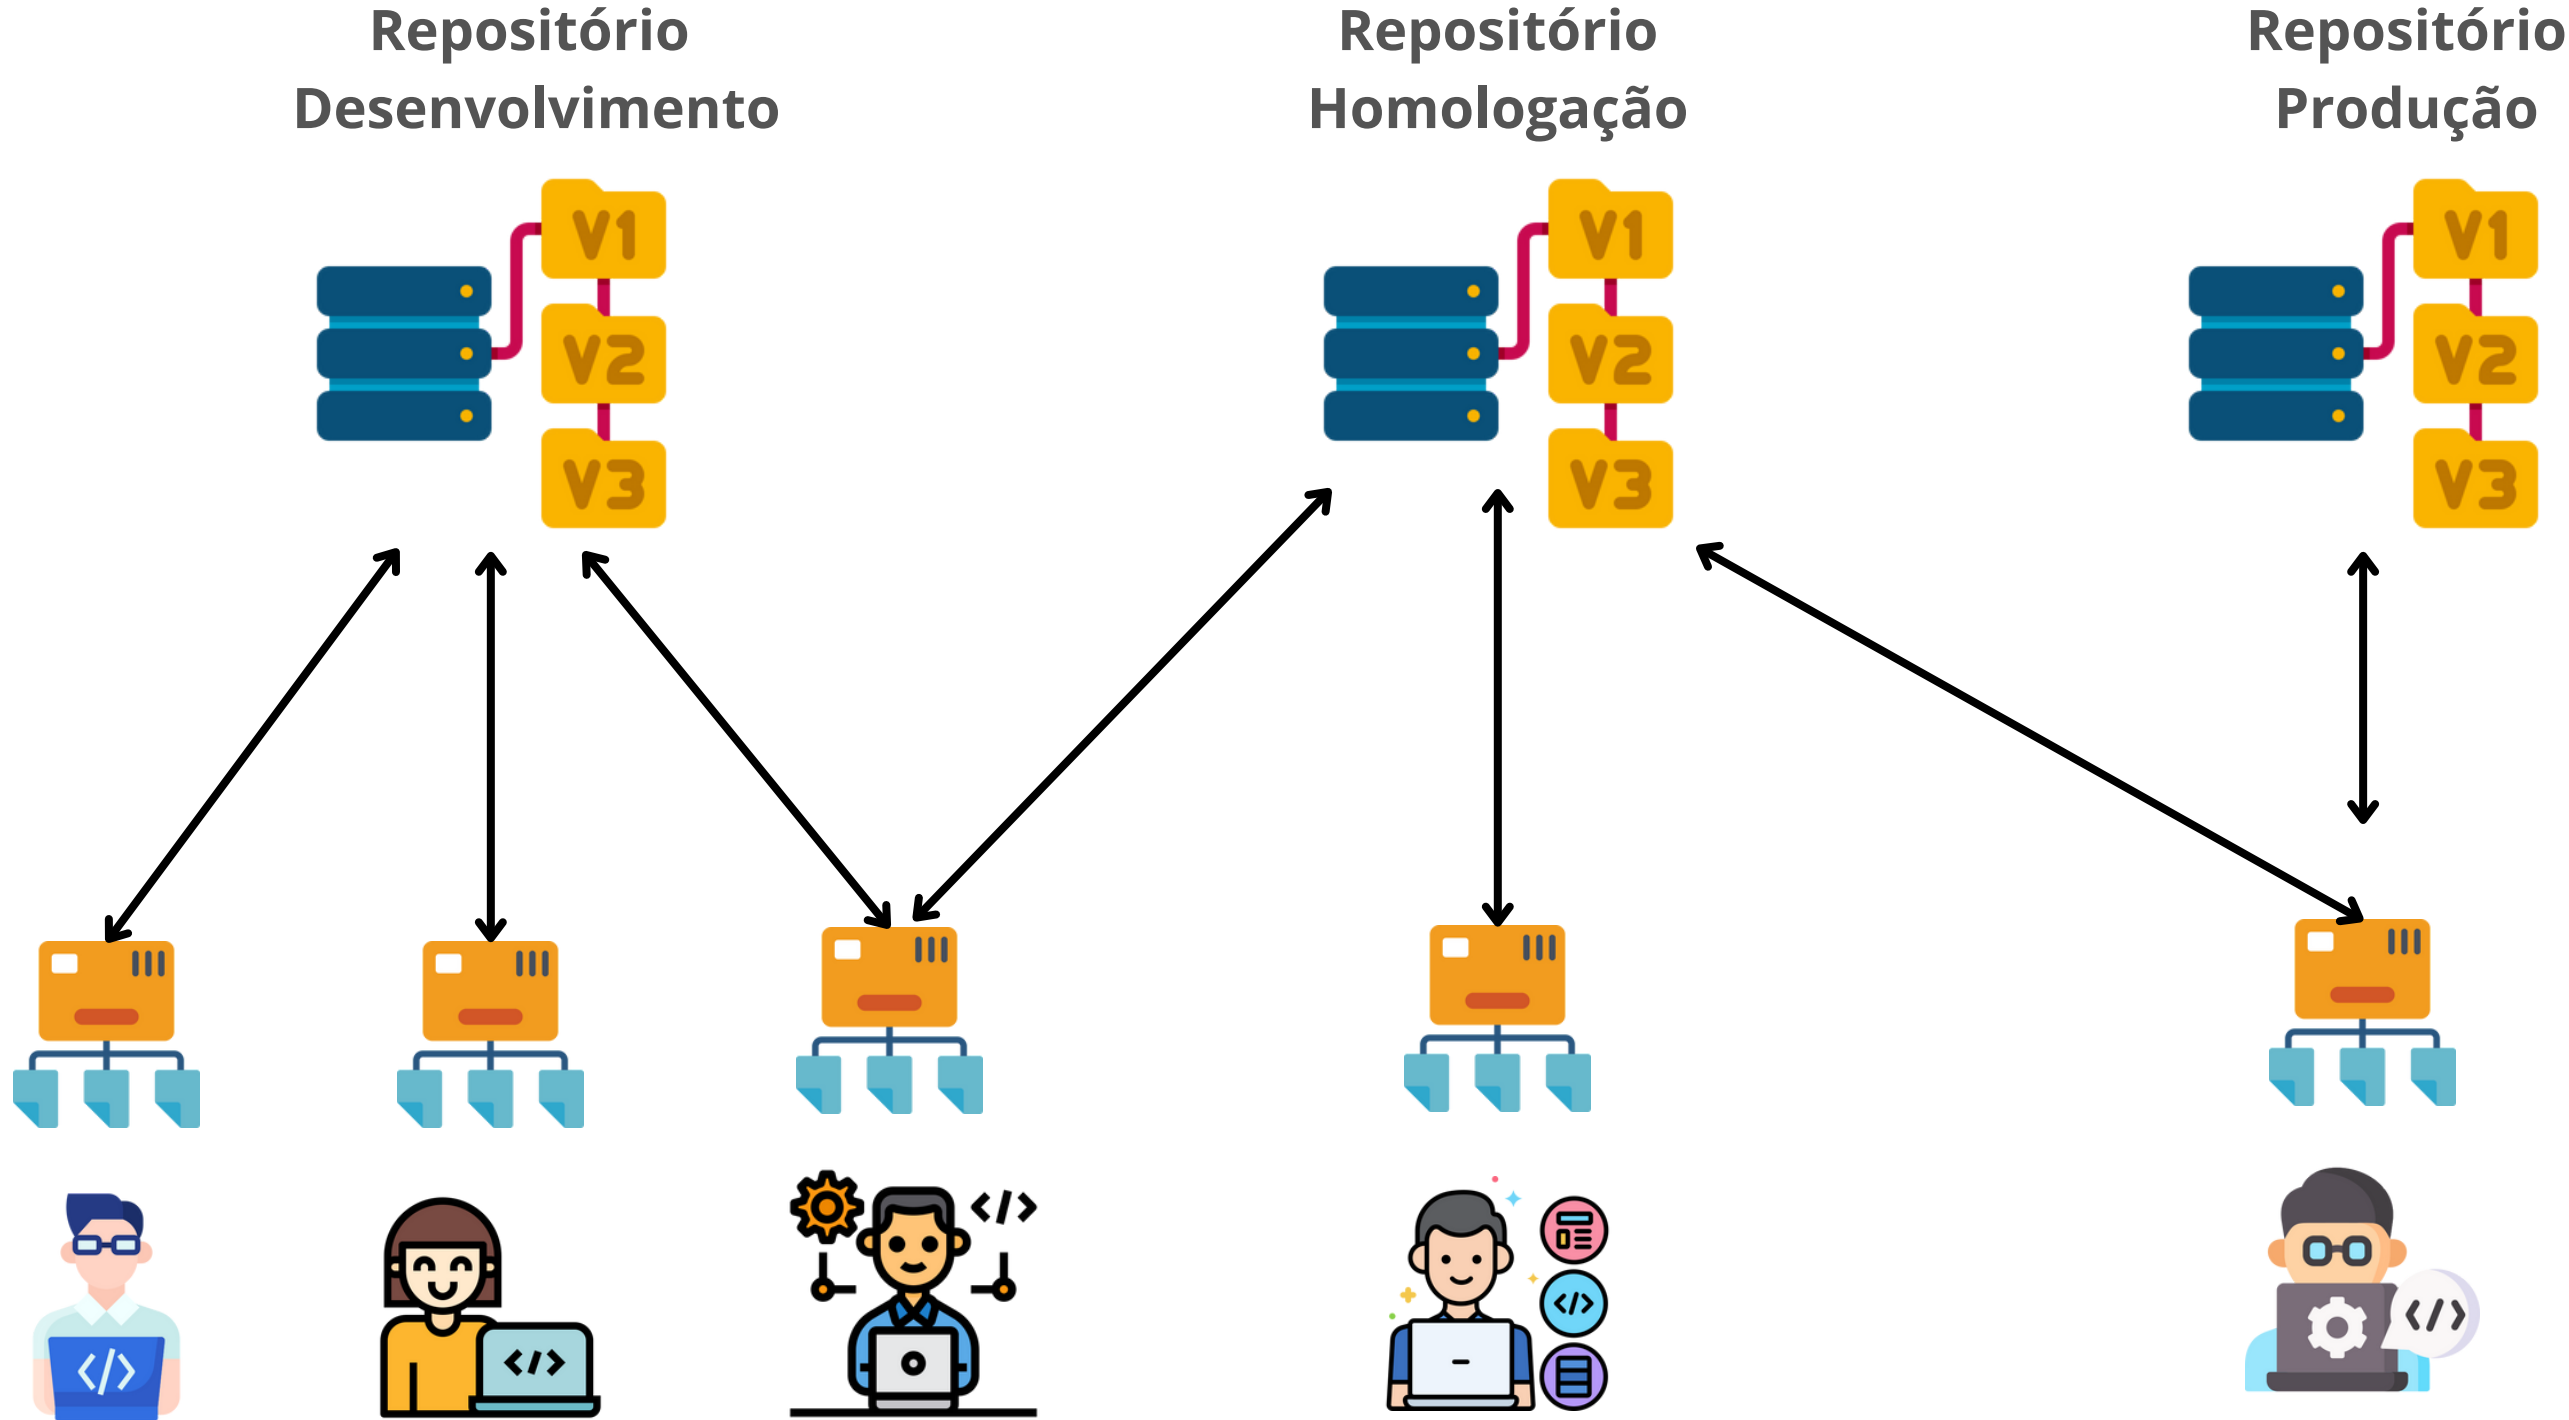 Repositório
Desenvolvimento
Repositório
Homologação
Repositório
Produção
V1
V2
V3
V1
V2
V3
V1
V2
V3
</>
</>
</>
</>
</>